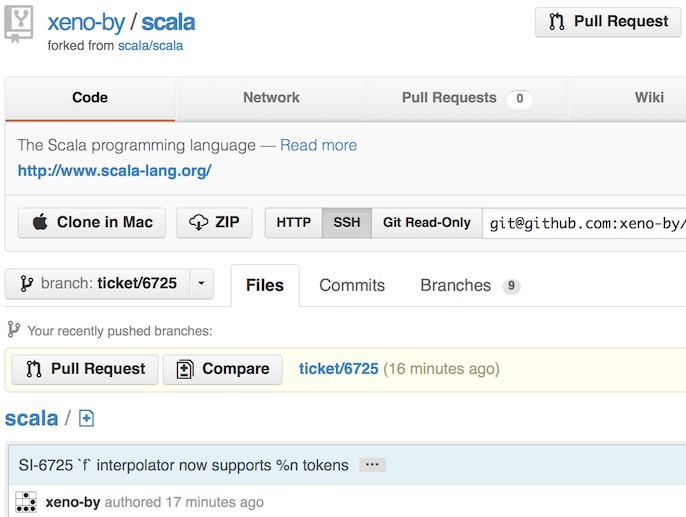 xeno-by / scala
Pull Request
forked from scala/scala
Code Network Pull Requests 0 Wiki
The Scala programming language — Read more
http://www.scala-lang.org/
Clone in Mac ZIP HTTP SSH Git Read-Only git@github.com:xeno-by/
branch: ticket/6725 Files Commits Branches 9
Your recently pushed branches:
Pull Request Compare ticket/6725 (16 minutes ago)
scala /
SI-6725 `f` interpolator now supports %n tokens ...
xeno-by authored 17 minutes ago